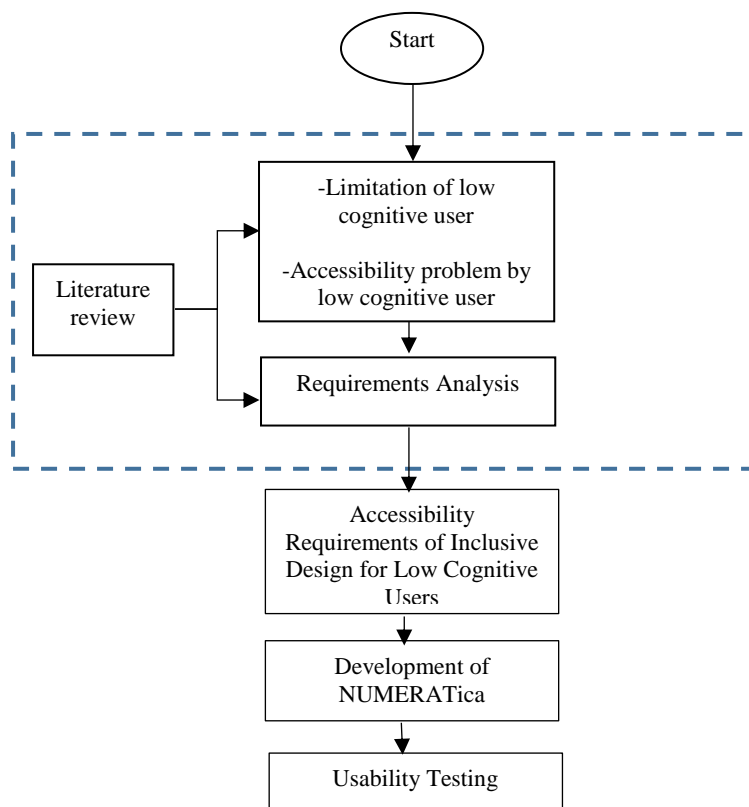 Start
-Limitation of low
cognitive user
-Accessibility problem by
low cognitive user
Literature
review
Requirements Analysis
Accessibility
Requirements of Inclusive
Design for Low Cognitive
Users
Development of
NUMERATica
Usability Testing